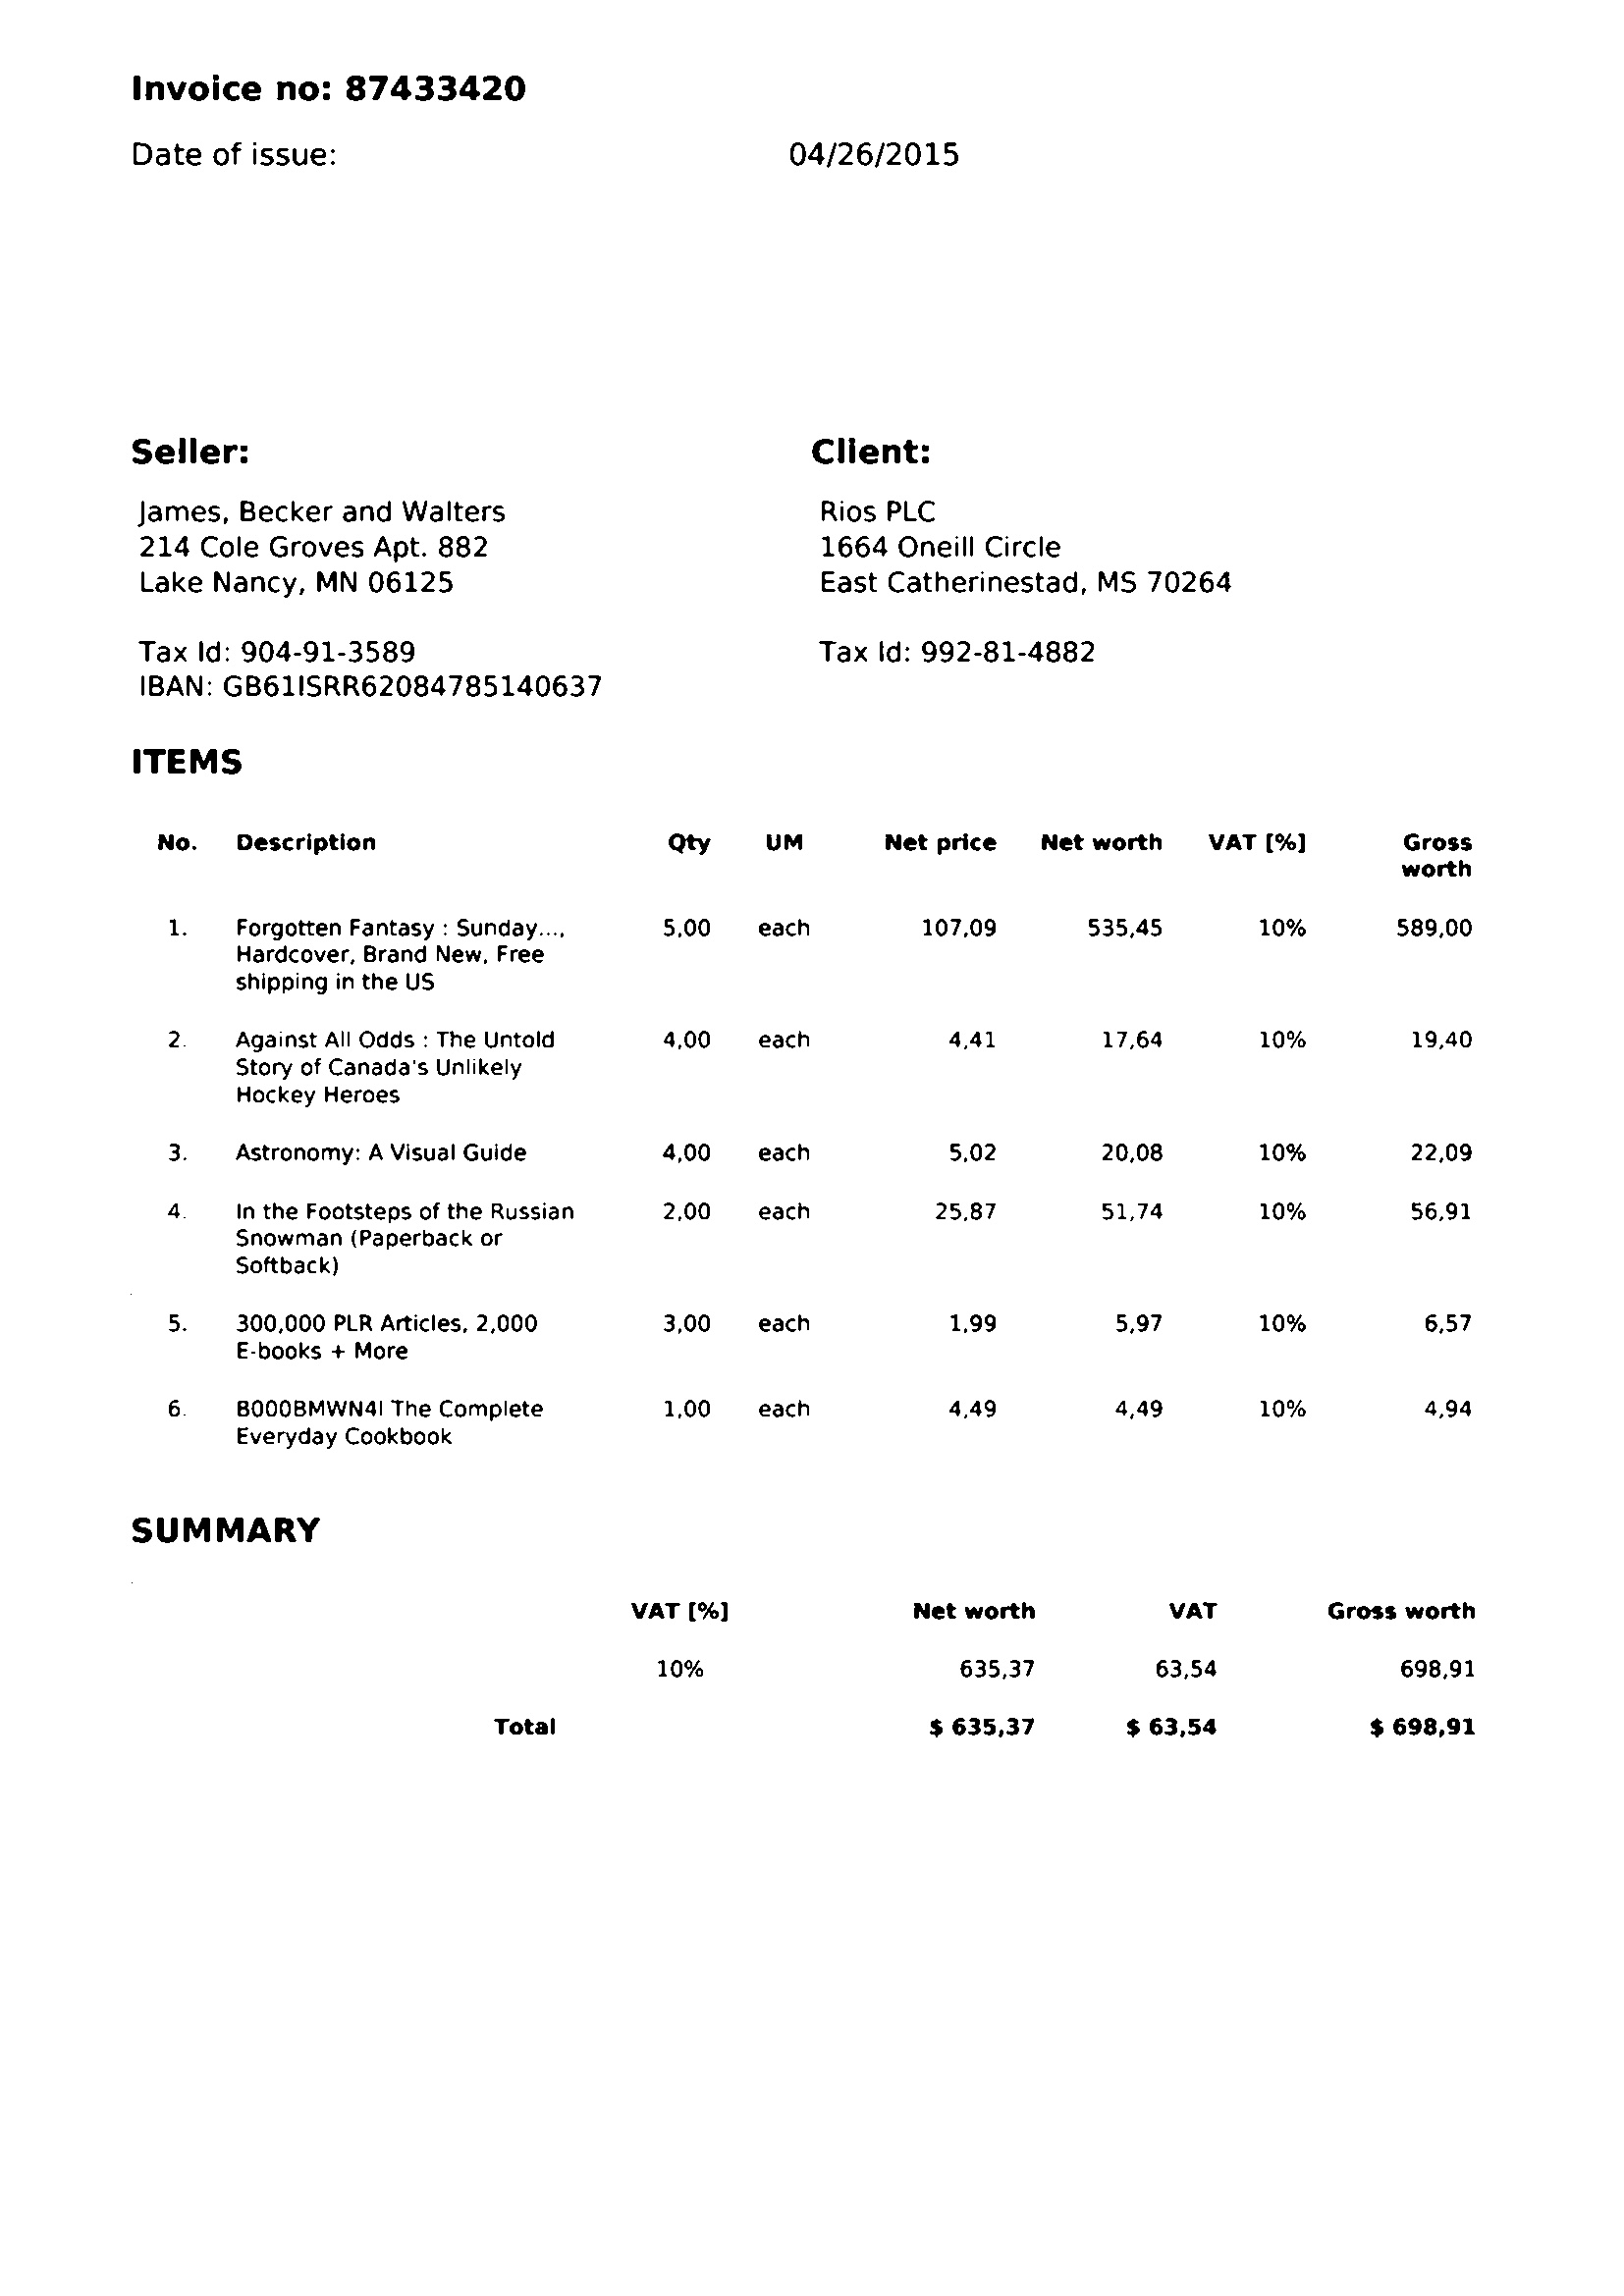 Invoice no: 87433420
Date of issue: 04/26/2015
Seller: Client:
James, Becker and Walters Rios PLC
214 Cole Groves Apt. 882 1664 Oneill Circle
Lake Nancy, MN 06125 East Catherinestad, MS 70264
Tax Id: 904-91-3589 Tax Id: 992-81-4882
IBAN: GB61ISRR62084785140637
ITEMS
No. Description Qty UM Net price Net worth VAT [%] Gross
worth
1. Forgotten Fantasy : Sunday..., 5,00 each 107,09 535,45 10% 589,00
Hardcover, Brand New, Free
shipping in the US
2. Against All Odds : The Untold 4,00 each 4,41 17,64 10% 19,40
Story of Canada's Unlikely
Hockey Heroes
3. Astronomy: A Visual Guide 4,00 each 5,02 20,08 10% 22,09
4. In the Footsteps of the Russian 2,00 each 25,87 51,74 10% 56,91
Snowman (Paperback or
Softback)
5. 300,000 PLR Articles, 2,000 3,00 each 1,99 5,97 10% 6,57
E-books + More
6. B000BMWN4I The Complete 1,00 each 4,49 4,49 10% 4,94
Everyday Cookbook
SUMMARY
VAT [%] Net worth VAT Gross worth
10% 635,37 63,54 698,91
Total $ 635,37 $ 63,54 $ 698,91